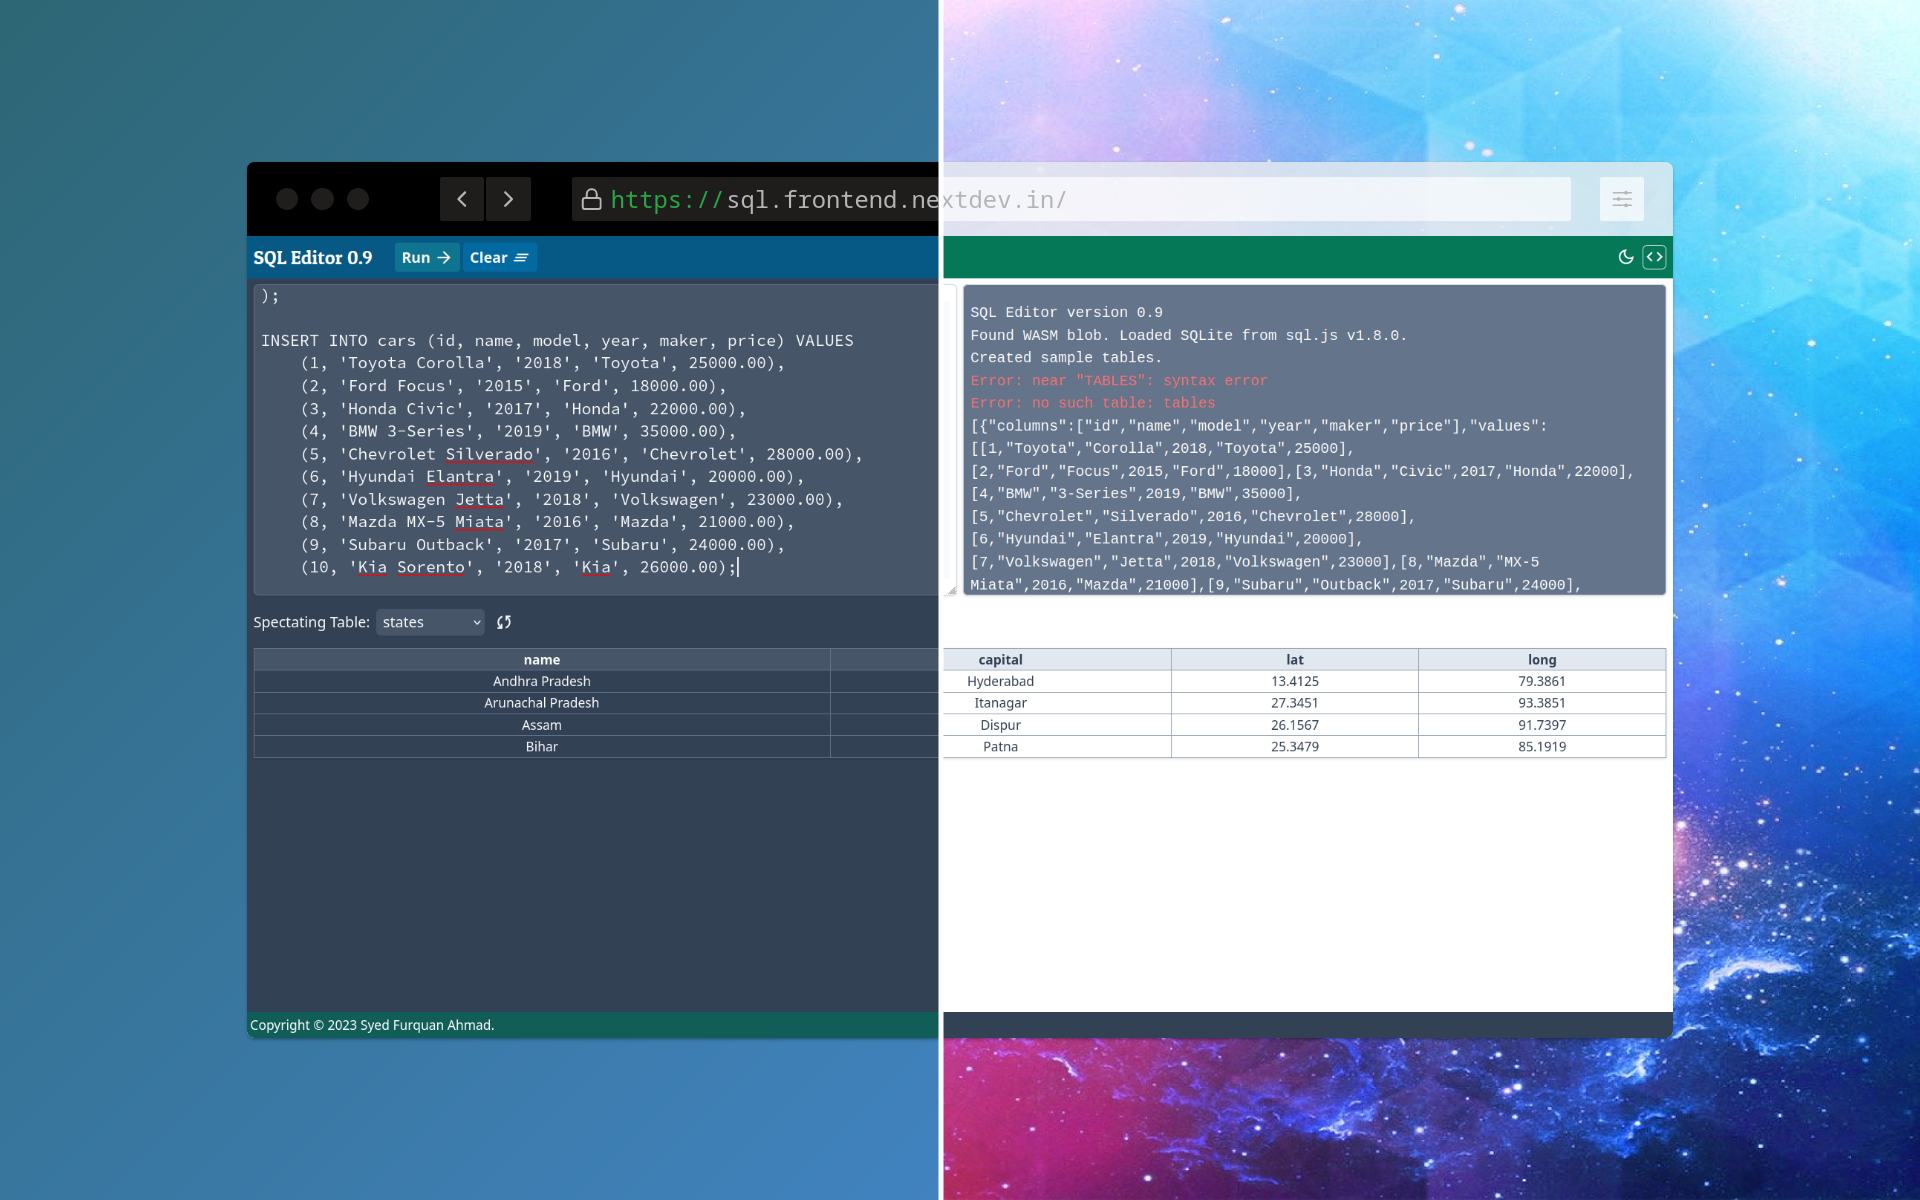 https://sql.frontend.nextdev.in/
SQL Editor 0.9 Run Clear
);
INSERT INTO cars (id, name, model, year, maker, price) VALUES
(1, 'Toyota Corolla', '2018', 'Toyota', 25000.00),
(2, 'Ford Focus', '2015', 'Ford', 18000.00),
(3, 'Honda Civic', '2017', 'Honda', 22000.00),
(4, 'BMW 3-Series', '2019', 'BMW', 35000.00),
(5, 'Chevrolet Silverado', '2016', 'Chevrolet', 28000.00),
(6, 'Hyundai Elantra', '2019', 'Hyundai', 20000.00),
(7, 'Volkswagen Jetta', '2018', 'Volkswagen', 23000.00),
(8, 'Mazda MX-5 Miata', '2016', 'Mazda', 21000.00),
(9, 'Subaru Outback', '2017', 'Subaru', 24000.00),
(10, 'Kia Sorento', '2018', 'Kia', 26000.00);
SQL Editor version 0.9
Found WASM blob. Loaded SQLite from sql.js v1.8.0.
Created sample tables.
Error: near "TABLES": syntax error
Error: no such table: tables
[{"columns":["id","name","model","year","maker","price"],"values":
[[1,"Toyota","Corolla",2018,"Toyota",25000],
[2,"Ford","Focus",2015,"Ford",18000],[3,"Honda","Civic",2017,"Honda",22000],
[4,"BMW","3-Series",2019,"BMW",35000],
[5,"Chevrolet","Silverado",2016,"Chevrolet",28000],
[6,"Hyundai","Elantra",2019,"Hyundai",20000],
[7,"Volkswagen","Jetta",2018,"Volkswagen",23000],[8,"Mazda","MX-5
Miata",2016,"Mazda",21000],[9,"Subaru","Outback",2017,"Subaru",24000],
Spectating Table: states
name capital lat long
Andhra Pradesh Hyderabad 13.4125 79.3861
Arunachal Pradesh Itanagar 27.3451 93.3851
Assam Dispur 26.1567 91.7397
Bihar Patna 25.3479 85.1919
Copyright © 2023 Syed Furquan Ahmad.